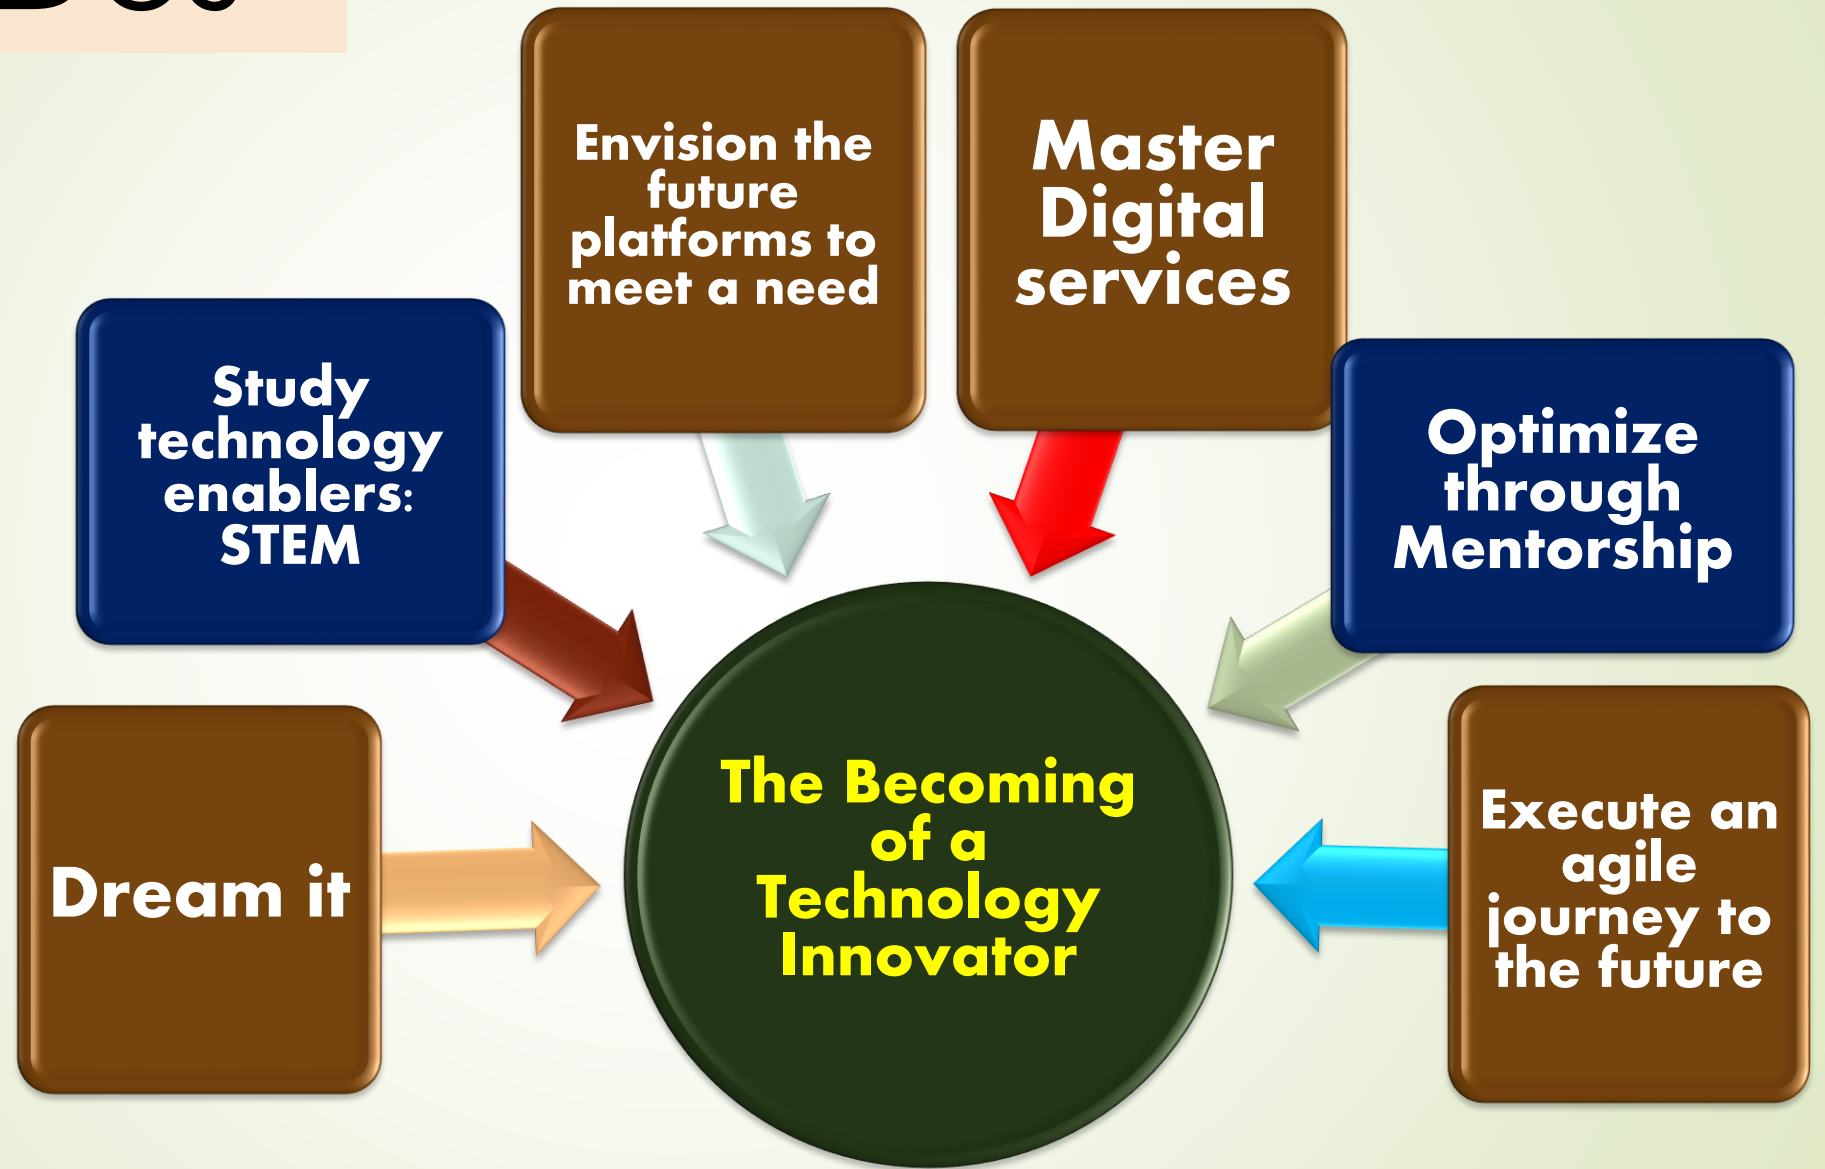 Envision the
future
platforms to
meet a need
Master
Digital
services
Study
technology
enablers:
STEM
Optimize
through
Mentorship
Dream it
The Becoming
of a
Technology
Innovator
Execute an
agile
journey to
the future